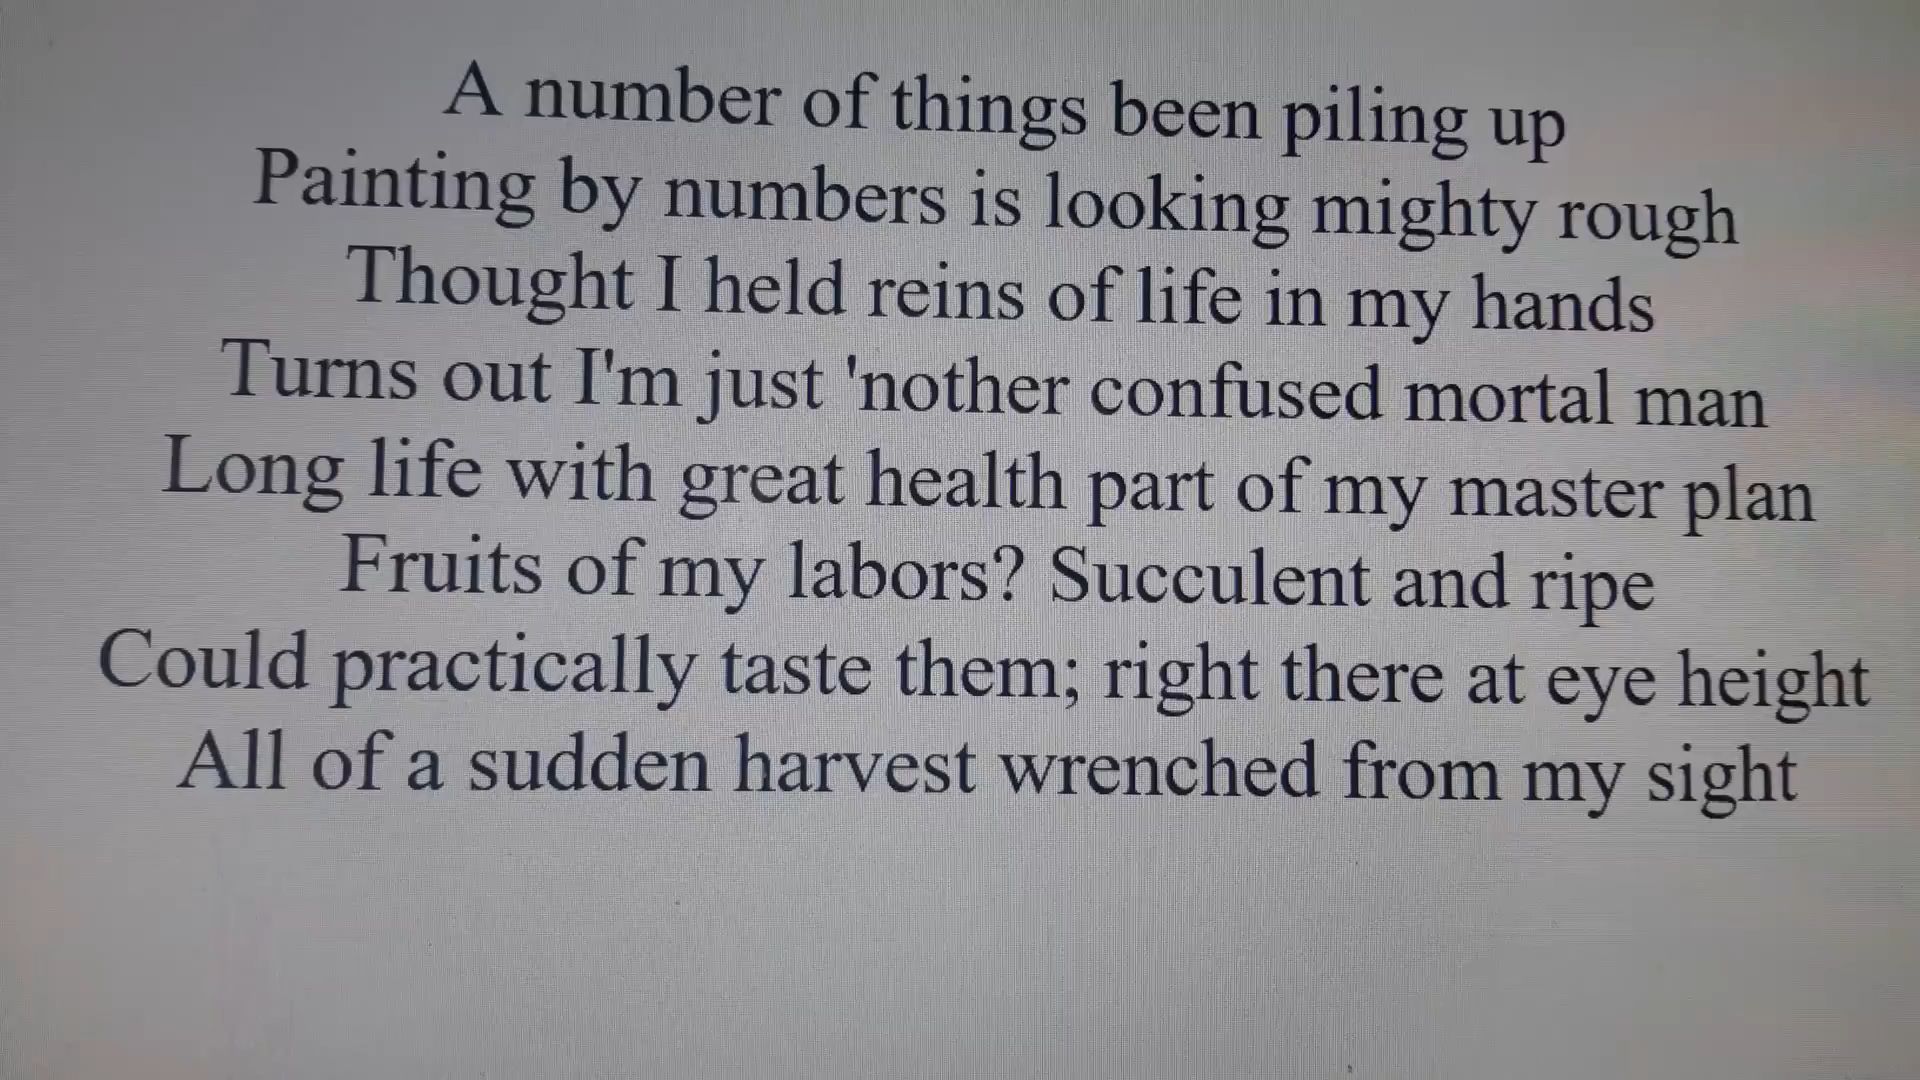 A number of things been piling up
Painting by numbers is looking mighty rough
Thought I held reins of life in my hands
Turns out I'm just 'nother confused mortal man
Long life with great health part of my master plan
Fruits of my labors? Succulent and ripe
Could practically taste them; right there at eye height
All of a sudden harvest wrenched from my sight